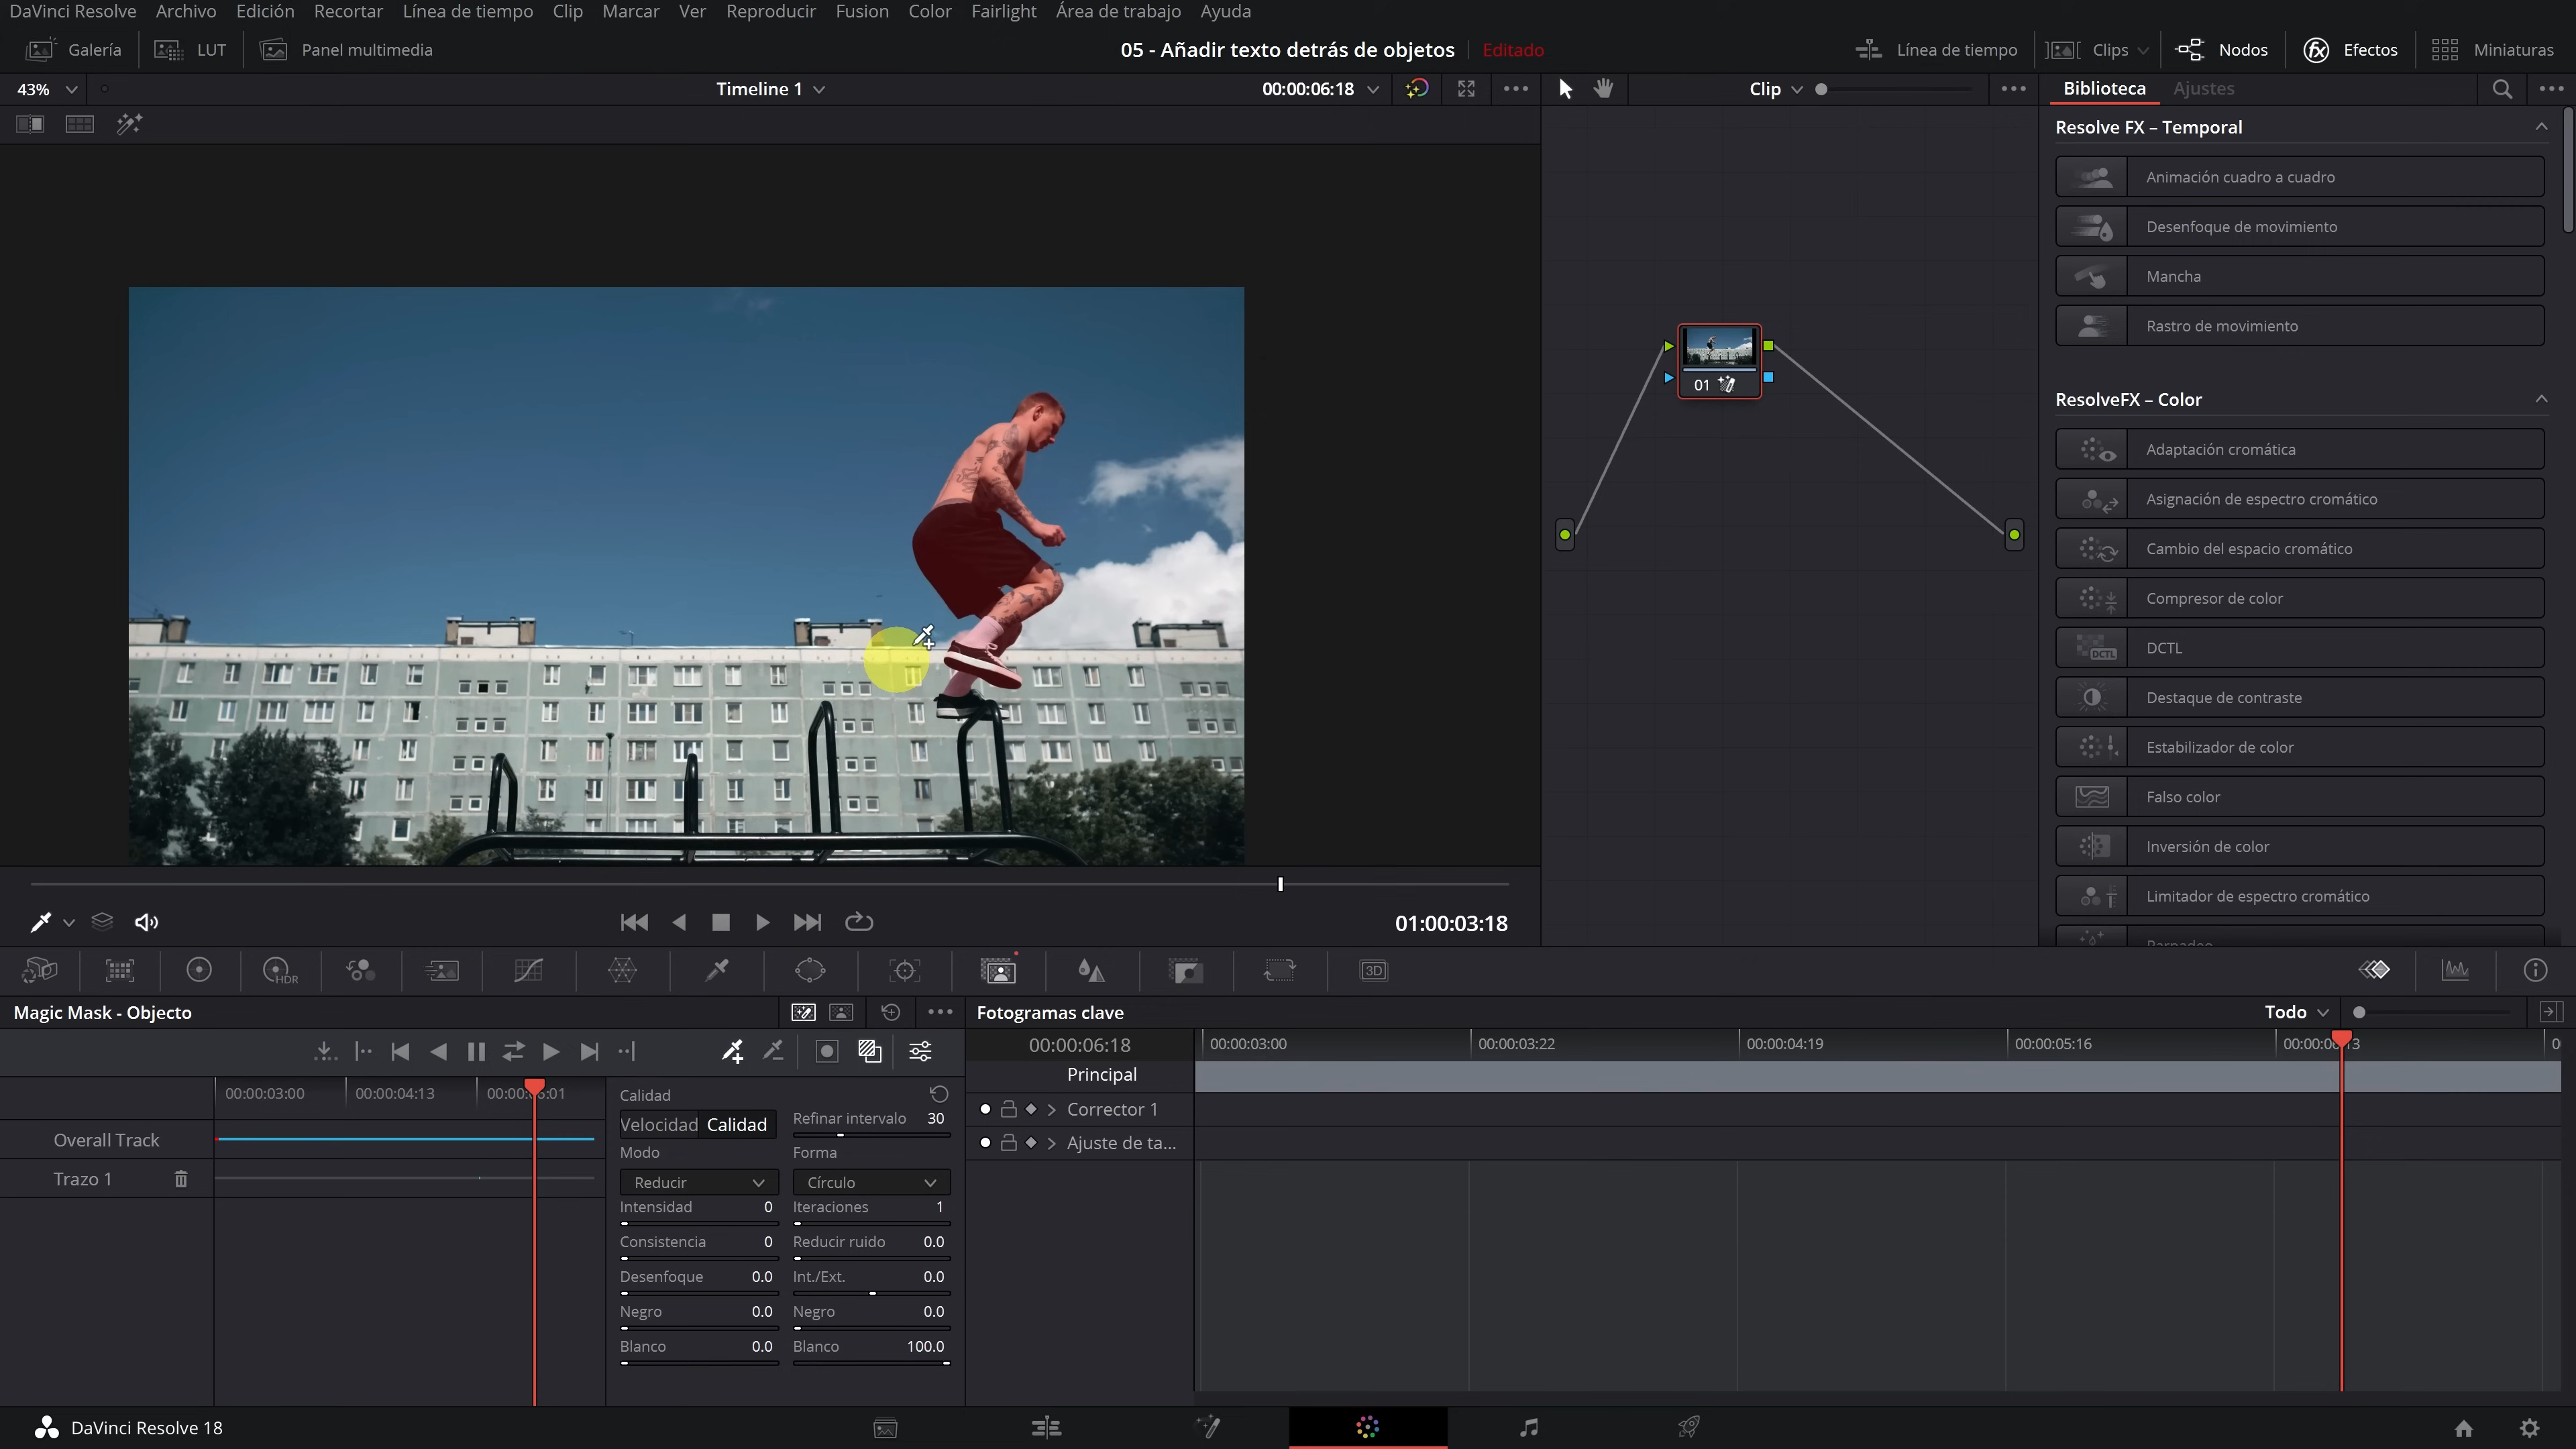 DaVinci Resolve Archivo Edición Recortar Línea de tiempo Clip Marcar Ver Reproducir Fusion Color Fairlight Área de trabajo Ayuda
Galería LUT Panel multimedia 05 - Añadir texto detrás de objetos Editado Línea de tiempo Clips Nodos Efectos Miniaturas
43% Timeline 1 00:00:06:18 Clip Biblioteca Ajustes
Resolve FX – Temporal
Animación cuadro a cuadro
Desenfoque de movimiento
Mancha
Rastro de movimiento
01
ResolveFX – Color
Adaptación cromática
Asignación de espectro cromático
Cambio del espacio cromático
Compresor de color
DCTL
DCTL
Destaque de contraste
Estabilizador de color
Falso color
Inversión de color
Limitador de espectro cromático
01:00:03:18
HDR 3D
Magic Mask - Objecto Fotogramas clave Todo
00:00:06:18 00:00:03:00 00:00:03:22 00:00:04:19 00:00:05:16
Principal
00:00:03:00 00:00:04:13
Calidad
Velocidad Calidad Refinar intervalo 30
Corrector 1
Overall Track
Modo Forma
Ajuste de ta...
Trazo 1
Reducir Círculo
Intensidad 0 Iteraciones 1
Consistencia 0 Reducir ruido 0.0
Desenfoque 0.0 Int./Ext. 0.0
Negro 0.0 Negro 0.0
Blanco 0.0 Blanco 100.0
DaVinci Resolve 18